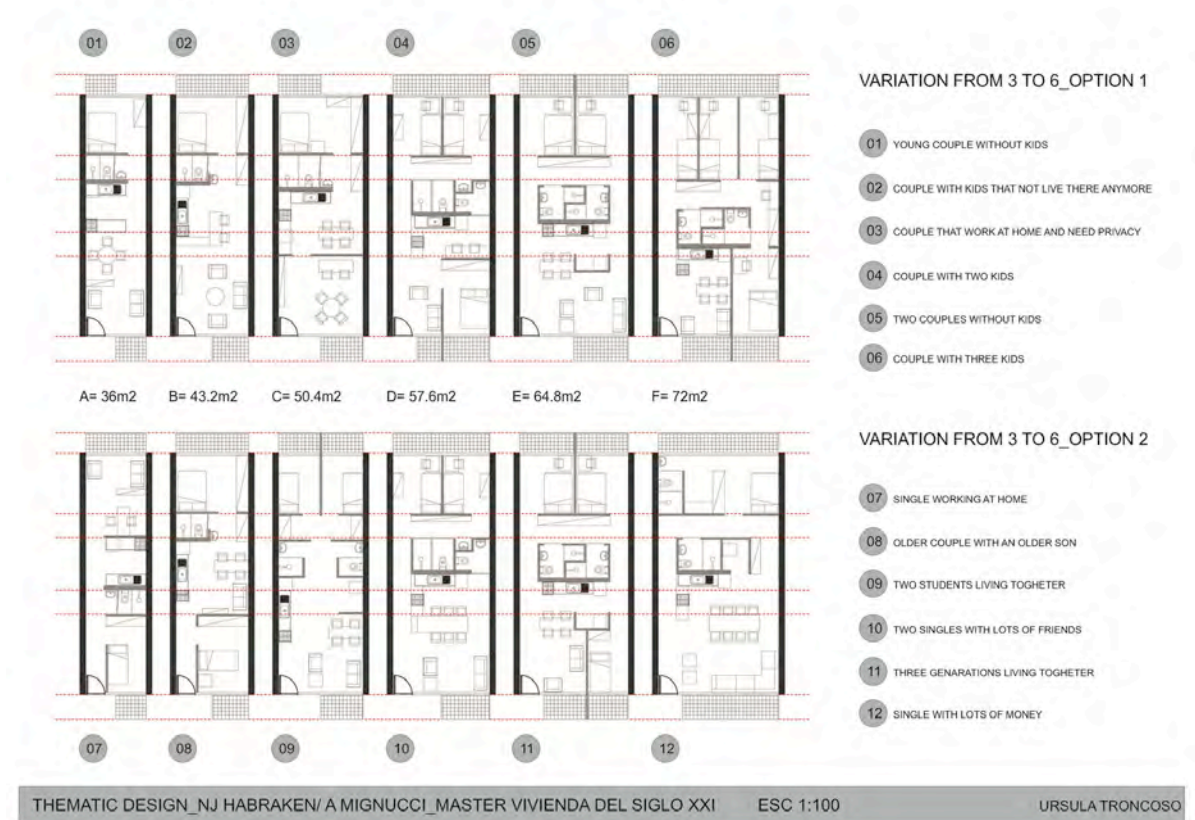 01 02 03 04 05 06
VARIATION FROM 3 TO 6_OPTION 1
01 YOUNG COUPLE WITHOUT KIDS
02 COUPLE WITH KIDS THAT NOT LIVE THERE ANYMORE
03 COUPLE THAT WORK AT HOME AND NEED PRIVACY
04 COUPLE WITH TWO KIDS
05 TWO COUPLES WITHOUT KIDS
06 COUPLE WITH THREE KIDS
A= 36m2 B= 43.2m2 C= 50.4m2 D= 57.6m2 E= 64.8m2 F= 72m2
VARIATION FROM 3 TO 6_OPTION 2
07 SINGLE WORKING AT HOME
08 OLDER COUPLE WITH AN OLDER SON
09 TWO STUDENTS LIVING TOGHETER
10 TWO SINGLES WITH LOTS OF FRIENDS
11 THREE GENARATIONS LIVING TOGHETER
12 SINGLE WITH LOTS OF MONEY
07 08 09 10 11 12
THEMATIC DESIGN_NJ HABRAKEN/ A MIGNUCCI_MASTER VIVIENDA DEL SIGLO XXI ESC 1:100 URSULA TRONCOSO